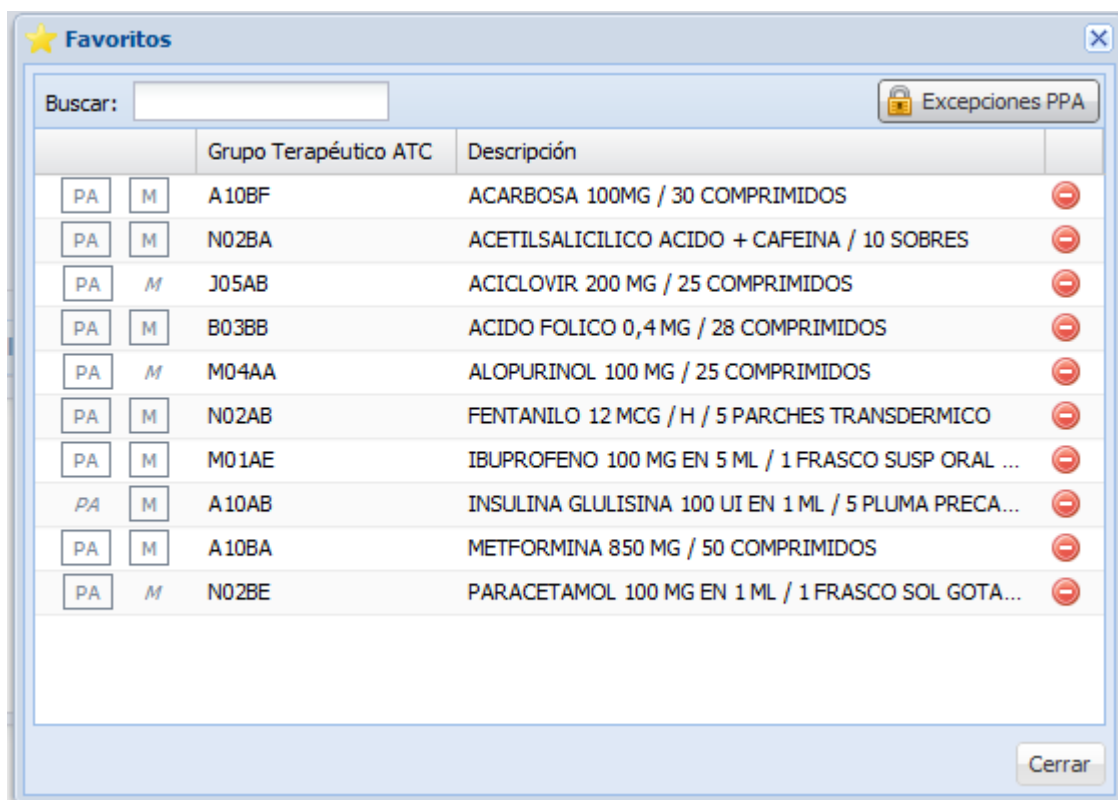 Favoritos
Buscar: Excepciones PPA
Grupo Terapéutico ATC Descripción
PA M A10BF ACARBOSA 100MG / 30 COMPRIMIDOS
PA M N02BA ACETILSALICILICO ACIDO + CAFEINA / 10 SOBRES
PA M J05AB ACICLOVIR 200 MG / 25 COMPRIMIDOS
PA M B03BB ACIDO FOLICO 0,4 MG / 28 COMPRIMIDOS
PA M M04AA ALOPURINOL 100 MG / 25 COMPRIMIDOS
PA M N02AB FENTANILO 12 MCG / H / 5 PARCHES TRANSDERMICO
PA M M01AE IBUPROFENO 100 MG EN 5 ML / 1 FRASCO SUSP ORAL ...
PA M A10AB INSULINA GLULISINA 100 UI EN 1 ML / 5 PLUMA PRECA...
PA M A10BA METFORMINA 850 MG / 50 COMPRIMIDOS
PA M N02BE PARACETAMOL 100 MG EN 1 ML / 1 FRASCO SOL GOTA...
Cerrar